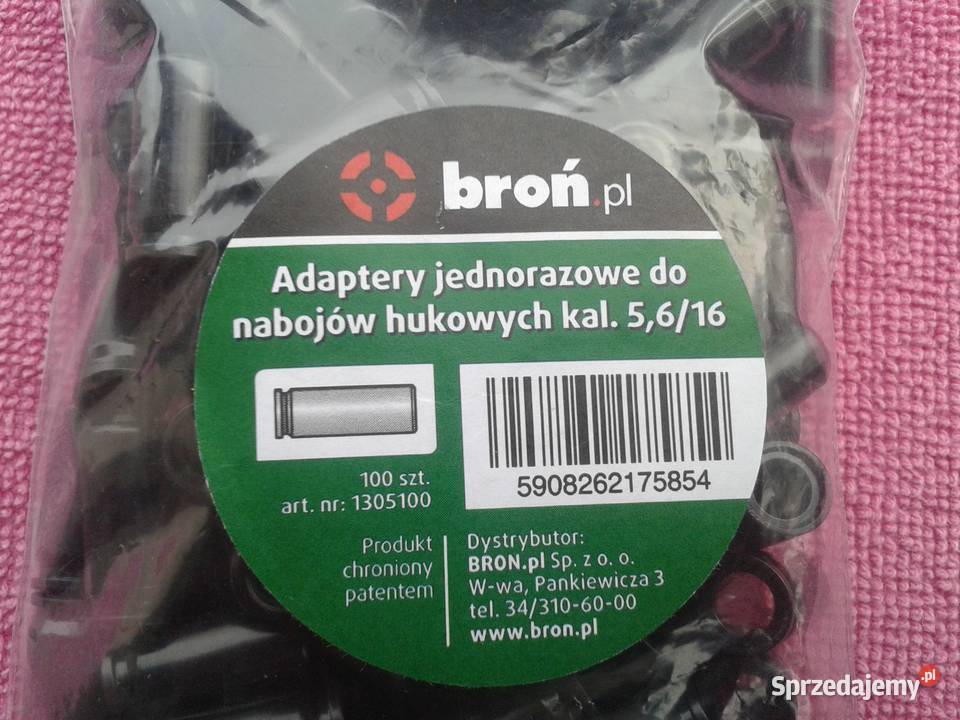 broń.pl
Adaptery jednorazowe do
nabojów hukowych kal. 5,6/16
100 szt.
art. nr: 1305100
5908262175854
Produkt
chroniony
patentem
Dystrybutor:
BRON.pl Sp. z o. o.
W-wa, Pankiewicza 3
tel. 34/310-60-00
www.bron.pl
Sprzedajemy.pl